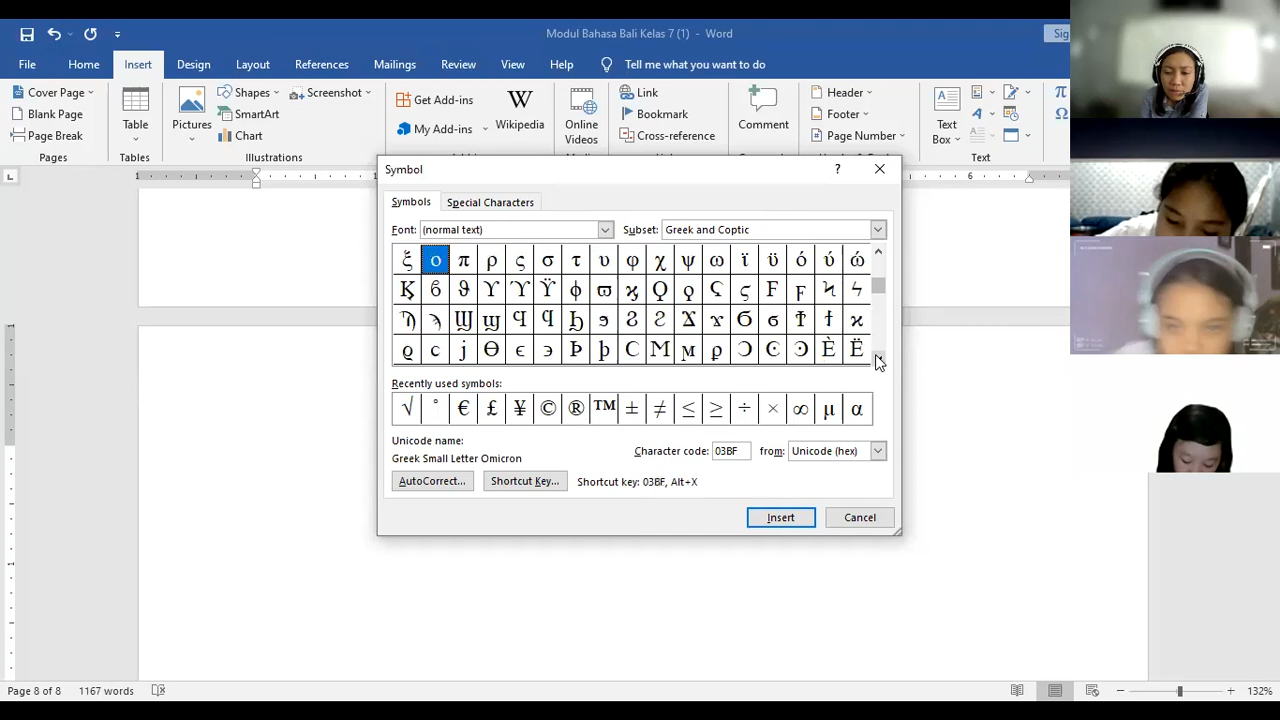 Modul Bahasa Bali Kelas 7 (1) - Word
File Home Insert Design Layout References Mailings Review View Help Tell me what you want to do
Cover Page
Blank Page
Page Break
Pages
Table
Tables
Pictures
Shapes
SmartArt
Chart
Screenshot
Illustrations
Get Add-ins
My Add-ins
Wikipedia
Online
Videos
Link
Bookmark
Cross-reference
Comment
Header
Footer
Page Number
Text
Box
Text
Symbol
Symbols Special Characters
Font: (normal text) Subset: Greek and Coptic
ξ ο π ρ ς σ τ υ φ χ ψ ω ϊ ϋ ό ύ ώ
Ϗ ϐ ϑ ϒ ϓ ϔ ϕ ϖ ϗ Ϙ ϙ Ϛ ϛ Ϝ ϝ Ϟ ϟ
Ϡ ϡ Ϣ ϣ Ϥ ϥ Ϧ ϧ Ϩ ϩ Ϫ ϫ Ϭ ϭ Ϯ ϯ ϰ
ϱ ϲ ϳ ϴ ϵ ϶ Ϸ ϸ Ϲ Ϻ ϻ ϼ Ͻ Ͼ Ͽ Ѐ Ё
Recently used symbols:
√ ° € £ ¥ © ® ™ ± ≠ ≤ ≥ ÷ × ∞ µ α
Unicode name:
Greek Small Letter Omicron
Character code: 03BF from: Unicode (hex)
AutoCorrect... Shortcut Key... Shortcut key: 03BF, Alt+X
Insert Cancel
Page 8 of 8 1167 words 132%